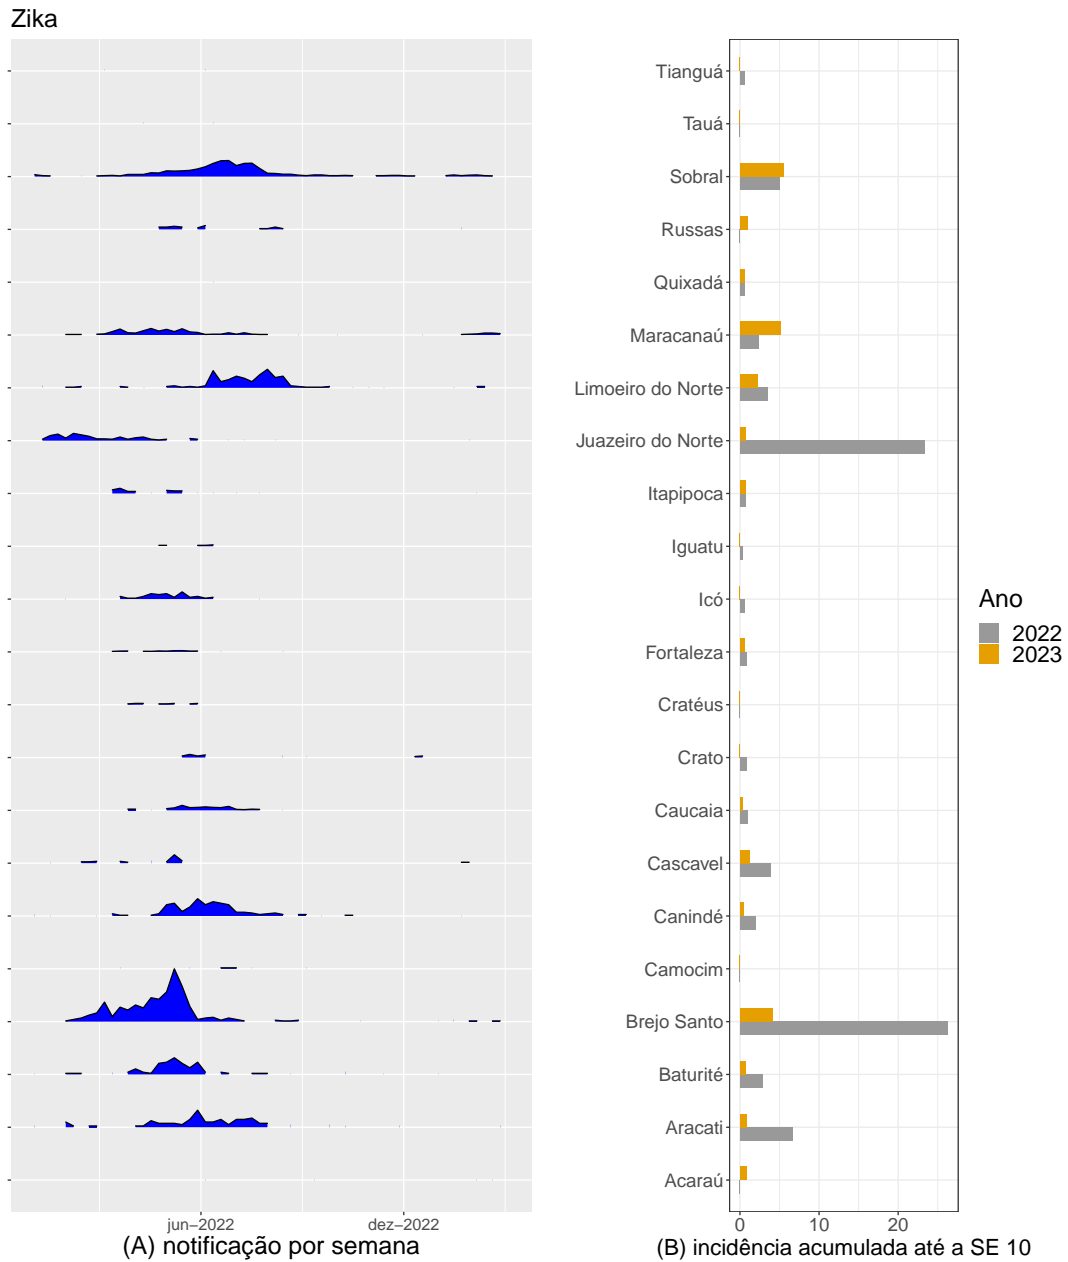 Zika
Tianguá
Tauá
Sobral
Russas
Quixadá
Maracanaú
Limoeiro do Norte
Juazeiro do Norte
Itapipoca
Iguatu
Icó
Fortaleza
Cratéus
Crato
Caucaia
Cascavel
Canindé
Camocim
Brejo Santo
Baturité
Aracati
Acaraú
jun−2022 dez−2022
(A) notificação por semana
0 10 20
(B) incidência acumulada até a SE 10
Ano
2022
2023